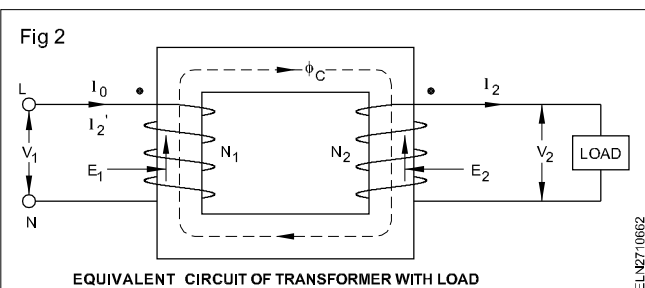 Fig 2
ϕC
L
I0
I2'
I2
V1
N1
N2
V2
LOAD
E1
E2
N
EQUIVALENT CIRCUIT OF TRANSFORMER WITH LOAD
ELN2710662